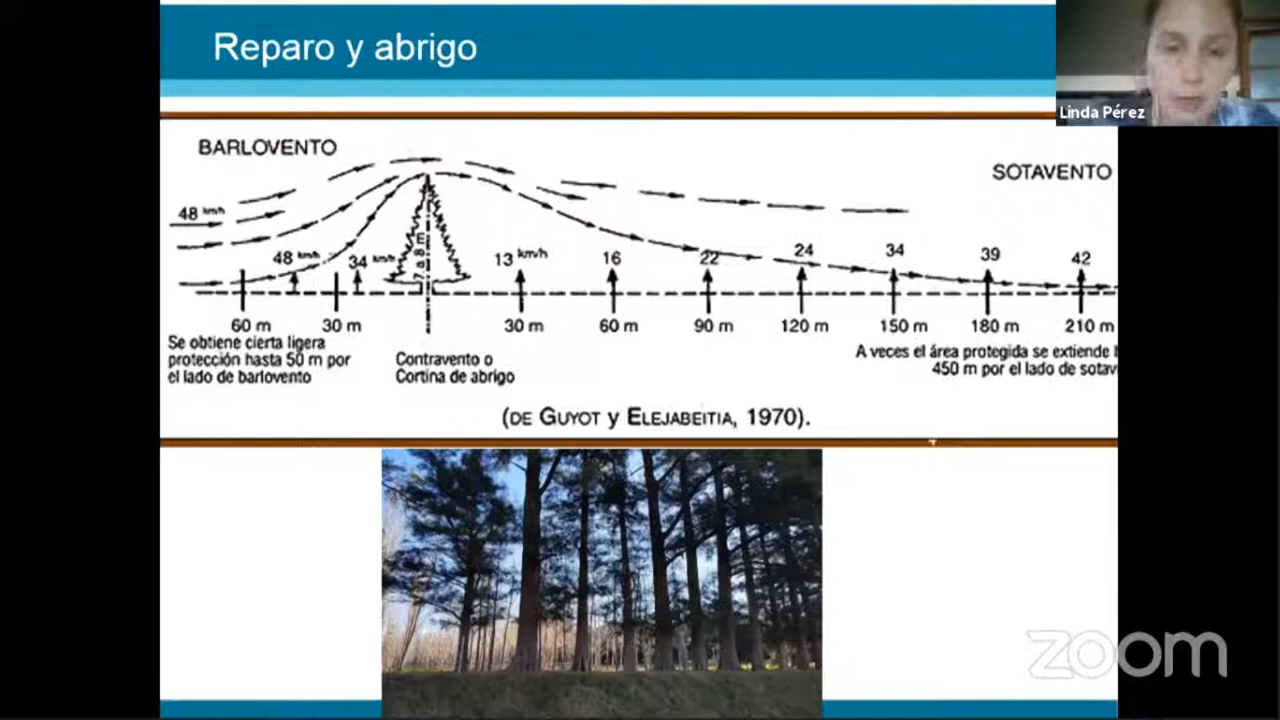 Reparo y abrigo
Linda Pérez
BARLOVENTO
SOTAVENTO
48 km/h
48 km/h
34 km/h
13 km/h
16
22
24
34
39
42
7 a 8 m
60 m
30 m
30 m
60 m
90 m
120 m
150 m
180 m
210 m
Se obtiene cierta ligera
protección hasta 50 m por
el lado de barlovento
Contravento o
Cortina de abrigo
A veces el área protegida se extiende
450 m por el lado de
(DE GUYOT y ELEJABEITIA, 1970).
zoom